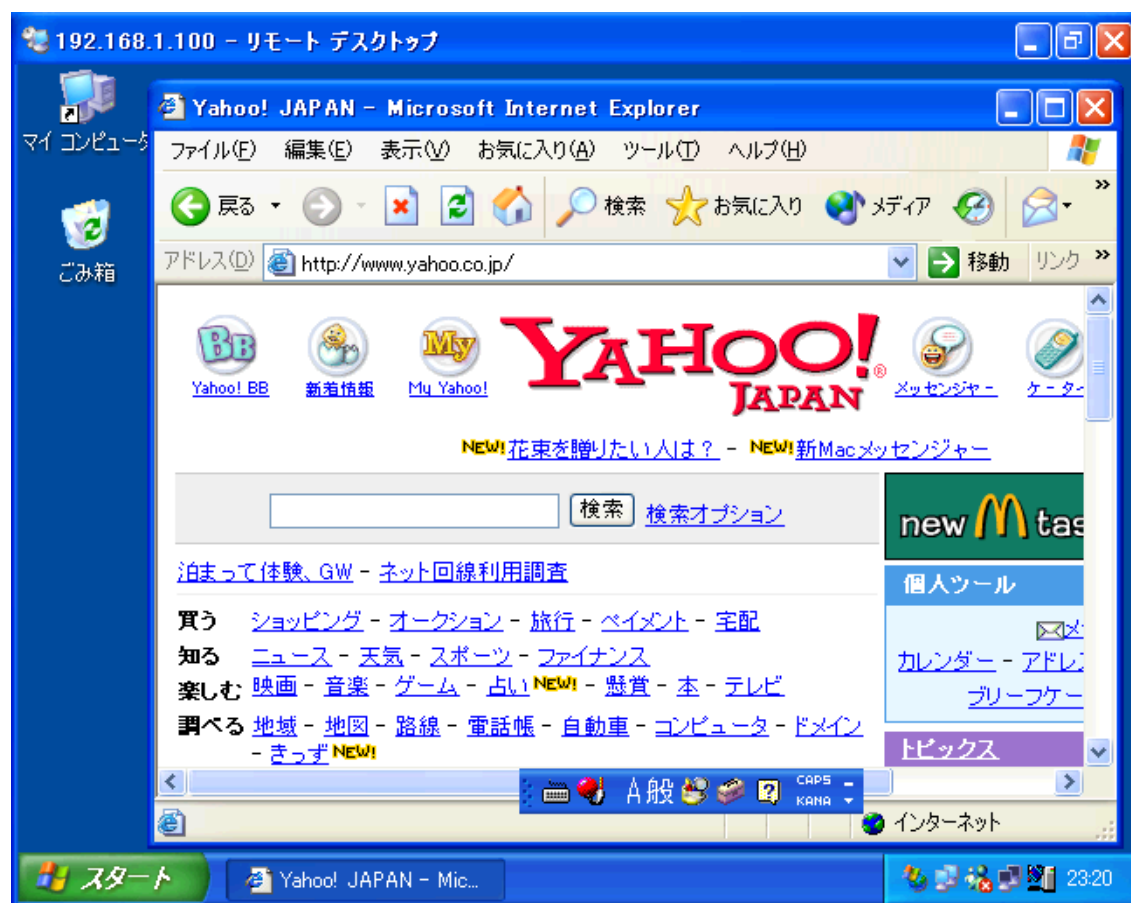 192.168.1.100 - リモート デスクトップ
マイ コンピュータ
ごみ箱
Yahoo! JAPAN - Microsoft Internet Explorer
ファイル(F) 編集(E) 表示(V) お気に入り(A) ツール(T) ヘルプ(H)
戻る 検索 お気に入り メディア »
アドレス(D) http://www.yahoo.co.jp/ 移動 リンク »
BB My YAHOO! JAPAN
Yahoo! BB 新着情報 My Yahoo! メッセンジャー ケータイ
NEW! 花束を贈りたい人は? - NEW! 新Macメッセンジャー
検索 検索オプション
new tas
泊まって体験、GW - ネット回線利用調査
個人ツール
買う ショッピング - オークション - 旅行 - ペイメント - 宅配
知る ニュース - 天気 - スポーツ - ファイナンス
楽しむ 映画 - 音楽 - ゲーム - 占い NEW! - 懸賞 - 本 - テレビ
調べる 地域 - 地図 - 路線 - 電話帳 - 自動車 - コンピュータ - ドメイン
- きっず NEW!
カレンダー - アドレ
ブリーフケー
トピックス
A 般 CAPS KANA
インターネット
スタート Yahoo! JAPAN - Mic... 23:20